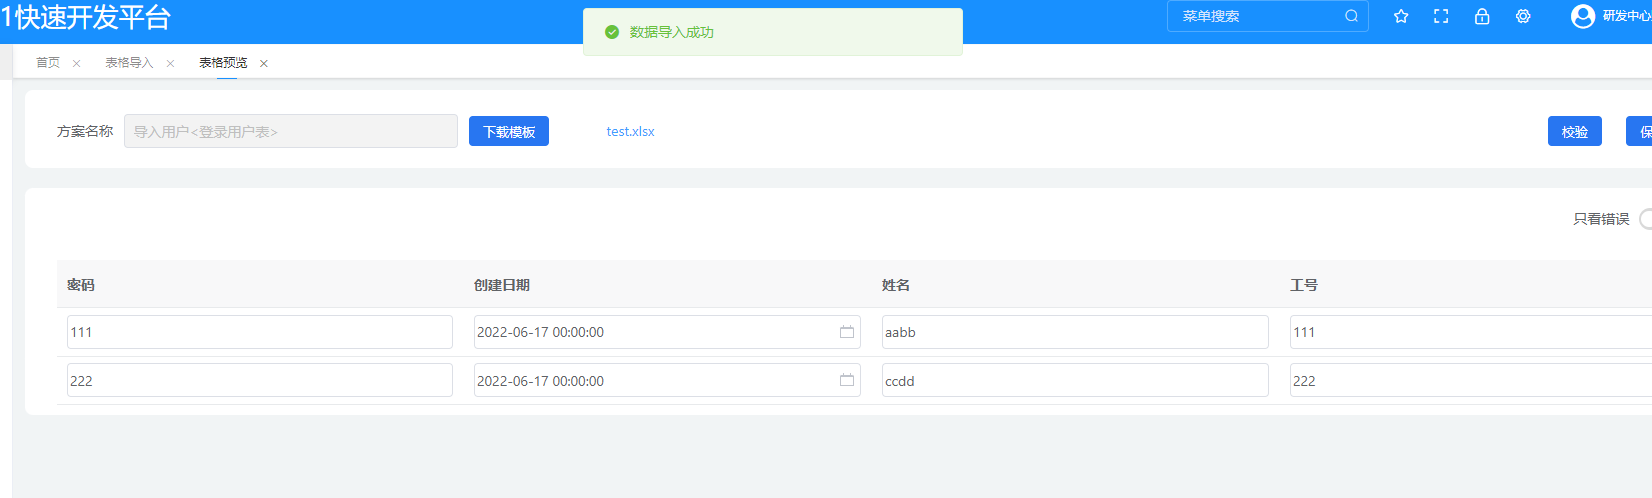 1快速开发平台
数据导入成功
菜单搜索
研发中心
首页
表格导入
表格预览
方案名称
导入用户<登录用户表>
下载模板
test.xlsx
校验
保
只看错误
密码 创建日期 姓名 工号
111 2022-06-17 00:00:00 aabb 111
222 2022-06-17 00:00:00 ccdd 222